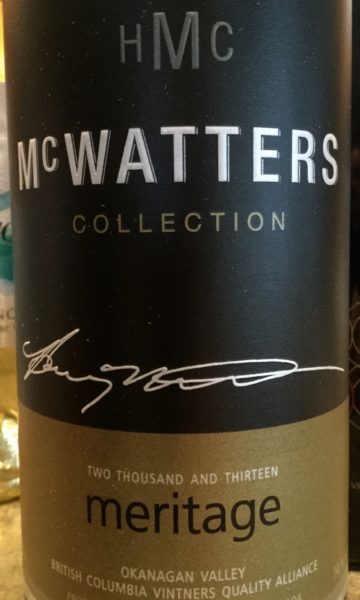 HMC
McWATTERS
COLLECTION
TWO THOUSAND AND THIRTEEN
meritage
OKANAGAN VALLEY
BRITISH COLUMBIA VINTNERS QUALITY ALLIANCE